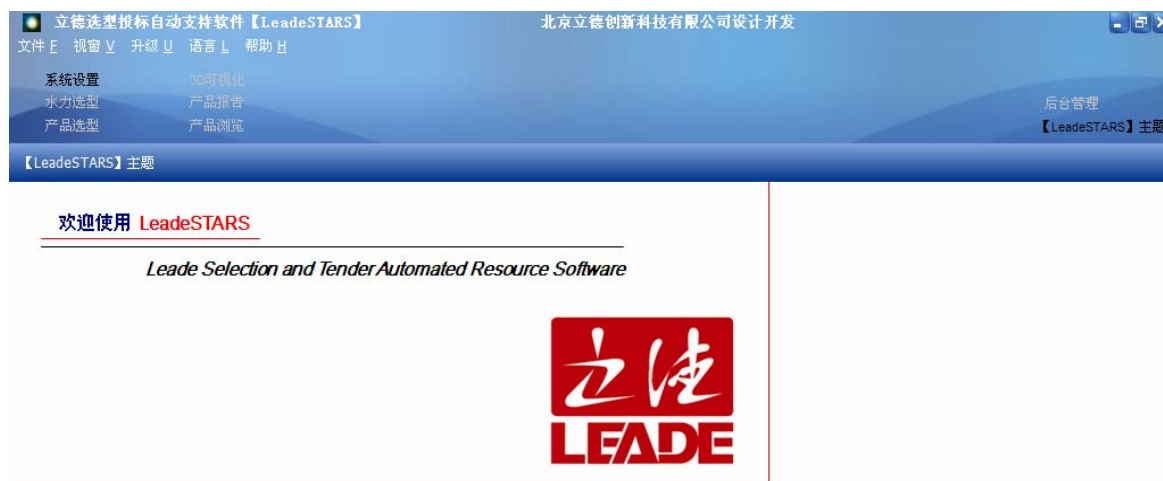 立德选型投标自动支持软件【LeadeSTARS】 北京立德创新科技有限公司设计开发
文件 F 视窗 V 升级 U 语言 L 帮助 H
系统设置 3D可视化
水力选型 产品报告 后台管理
产品选型 产品浏览 【LeadeSTARS】主题
【LeadeSTARS】主题
欢迎使用 LeadeSTARS
Leade Selection and Tender Automated Resource Software
立德
LEADE